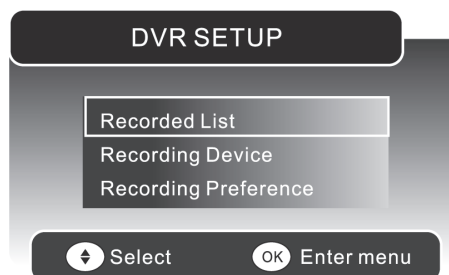 DVR SETUP
Recorded List
Recording Device
Recording Preference
Select OK Enter menu